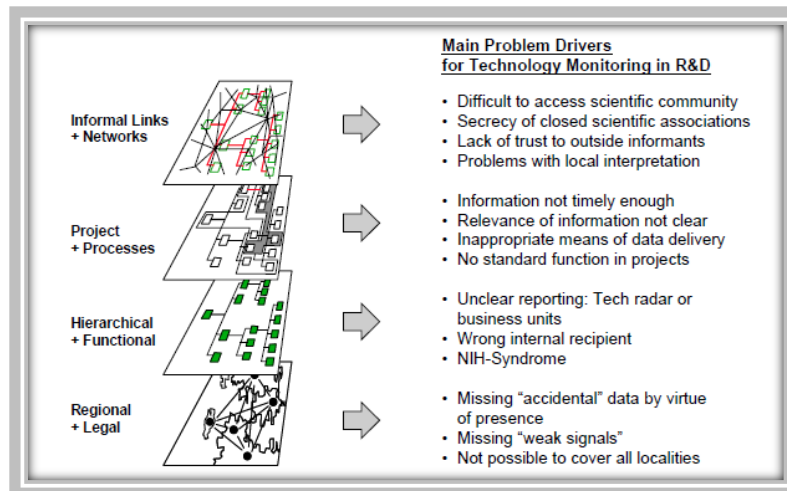 Main Problem Drivers
for Technology Monitoring in R&D
Informal Links
+ Networks
• Difficult to access scientific community
• Secrecy of closed scientific associations
• Lack of trust to outside informants
• Problems with local interpretation
Project
+ Processes
• Information not timely enough
• Relevance of information not clear
• Inappropriate means of data delivery
• No standard function in projects
Hierarchical
+ Functional
• Unclear reporting: Tech radar or
business units
• Wrong internal recipient
• NIH-Syndrome
Regional
+ Legal
• Missing “accidental” data by virtue
of presence
• Missing “weak signals”
• Not possible to cover all localities